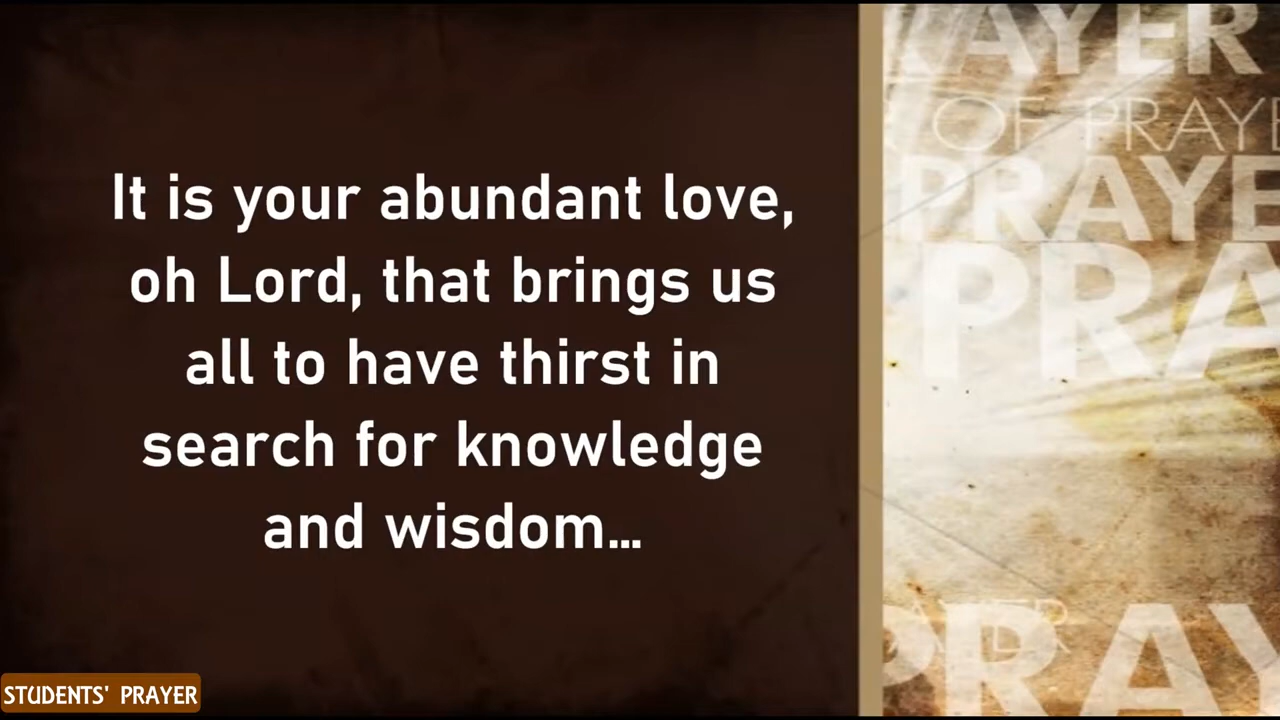 It is your abundant love,
oh Lord, that brings us
all to have thirst in
search for knowledge
and wisdom...
STUDENTS' PRAYER
PRAYER
OF PRAYE
PRAYE
PRA
PRAY